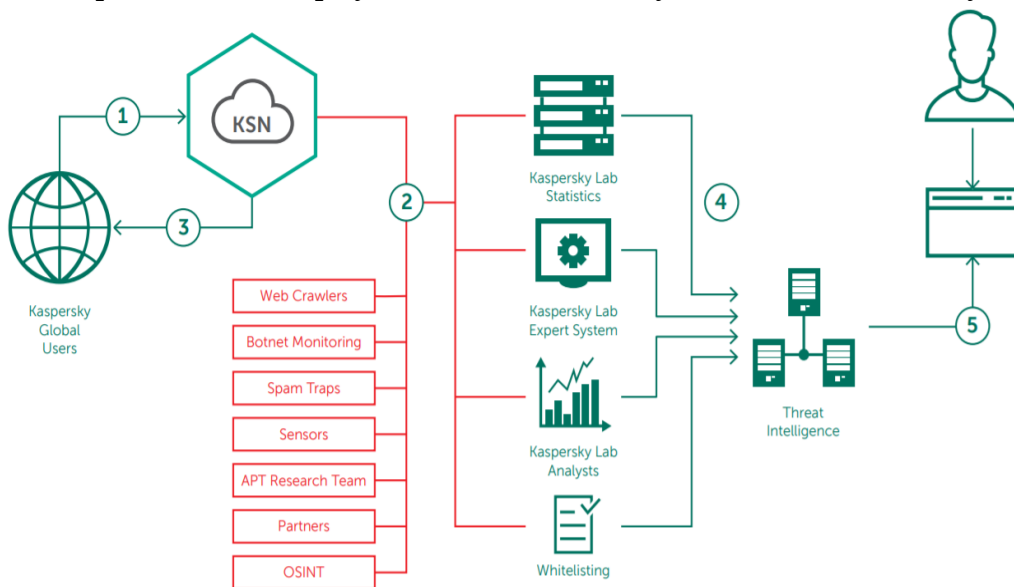 1
KSN
3
Kaspersky
Global
Users
2
Web Crawlers
Botnet Monitoring
Spam Traps
Sensors
APT Research Team
Partners
OSINT
Kaspersky Lab
Statistics
Kaspersky Lab
Expert System
Kaspersky Lab
Analysts
Whitelisting
4
Threat
Intelligence
5